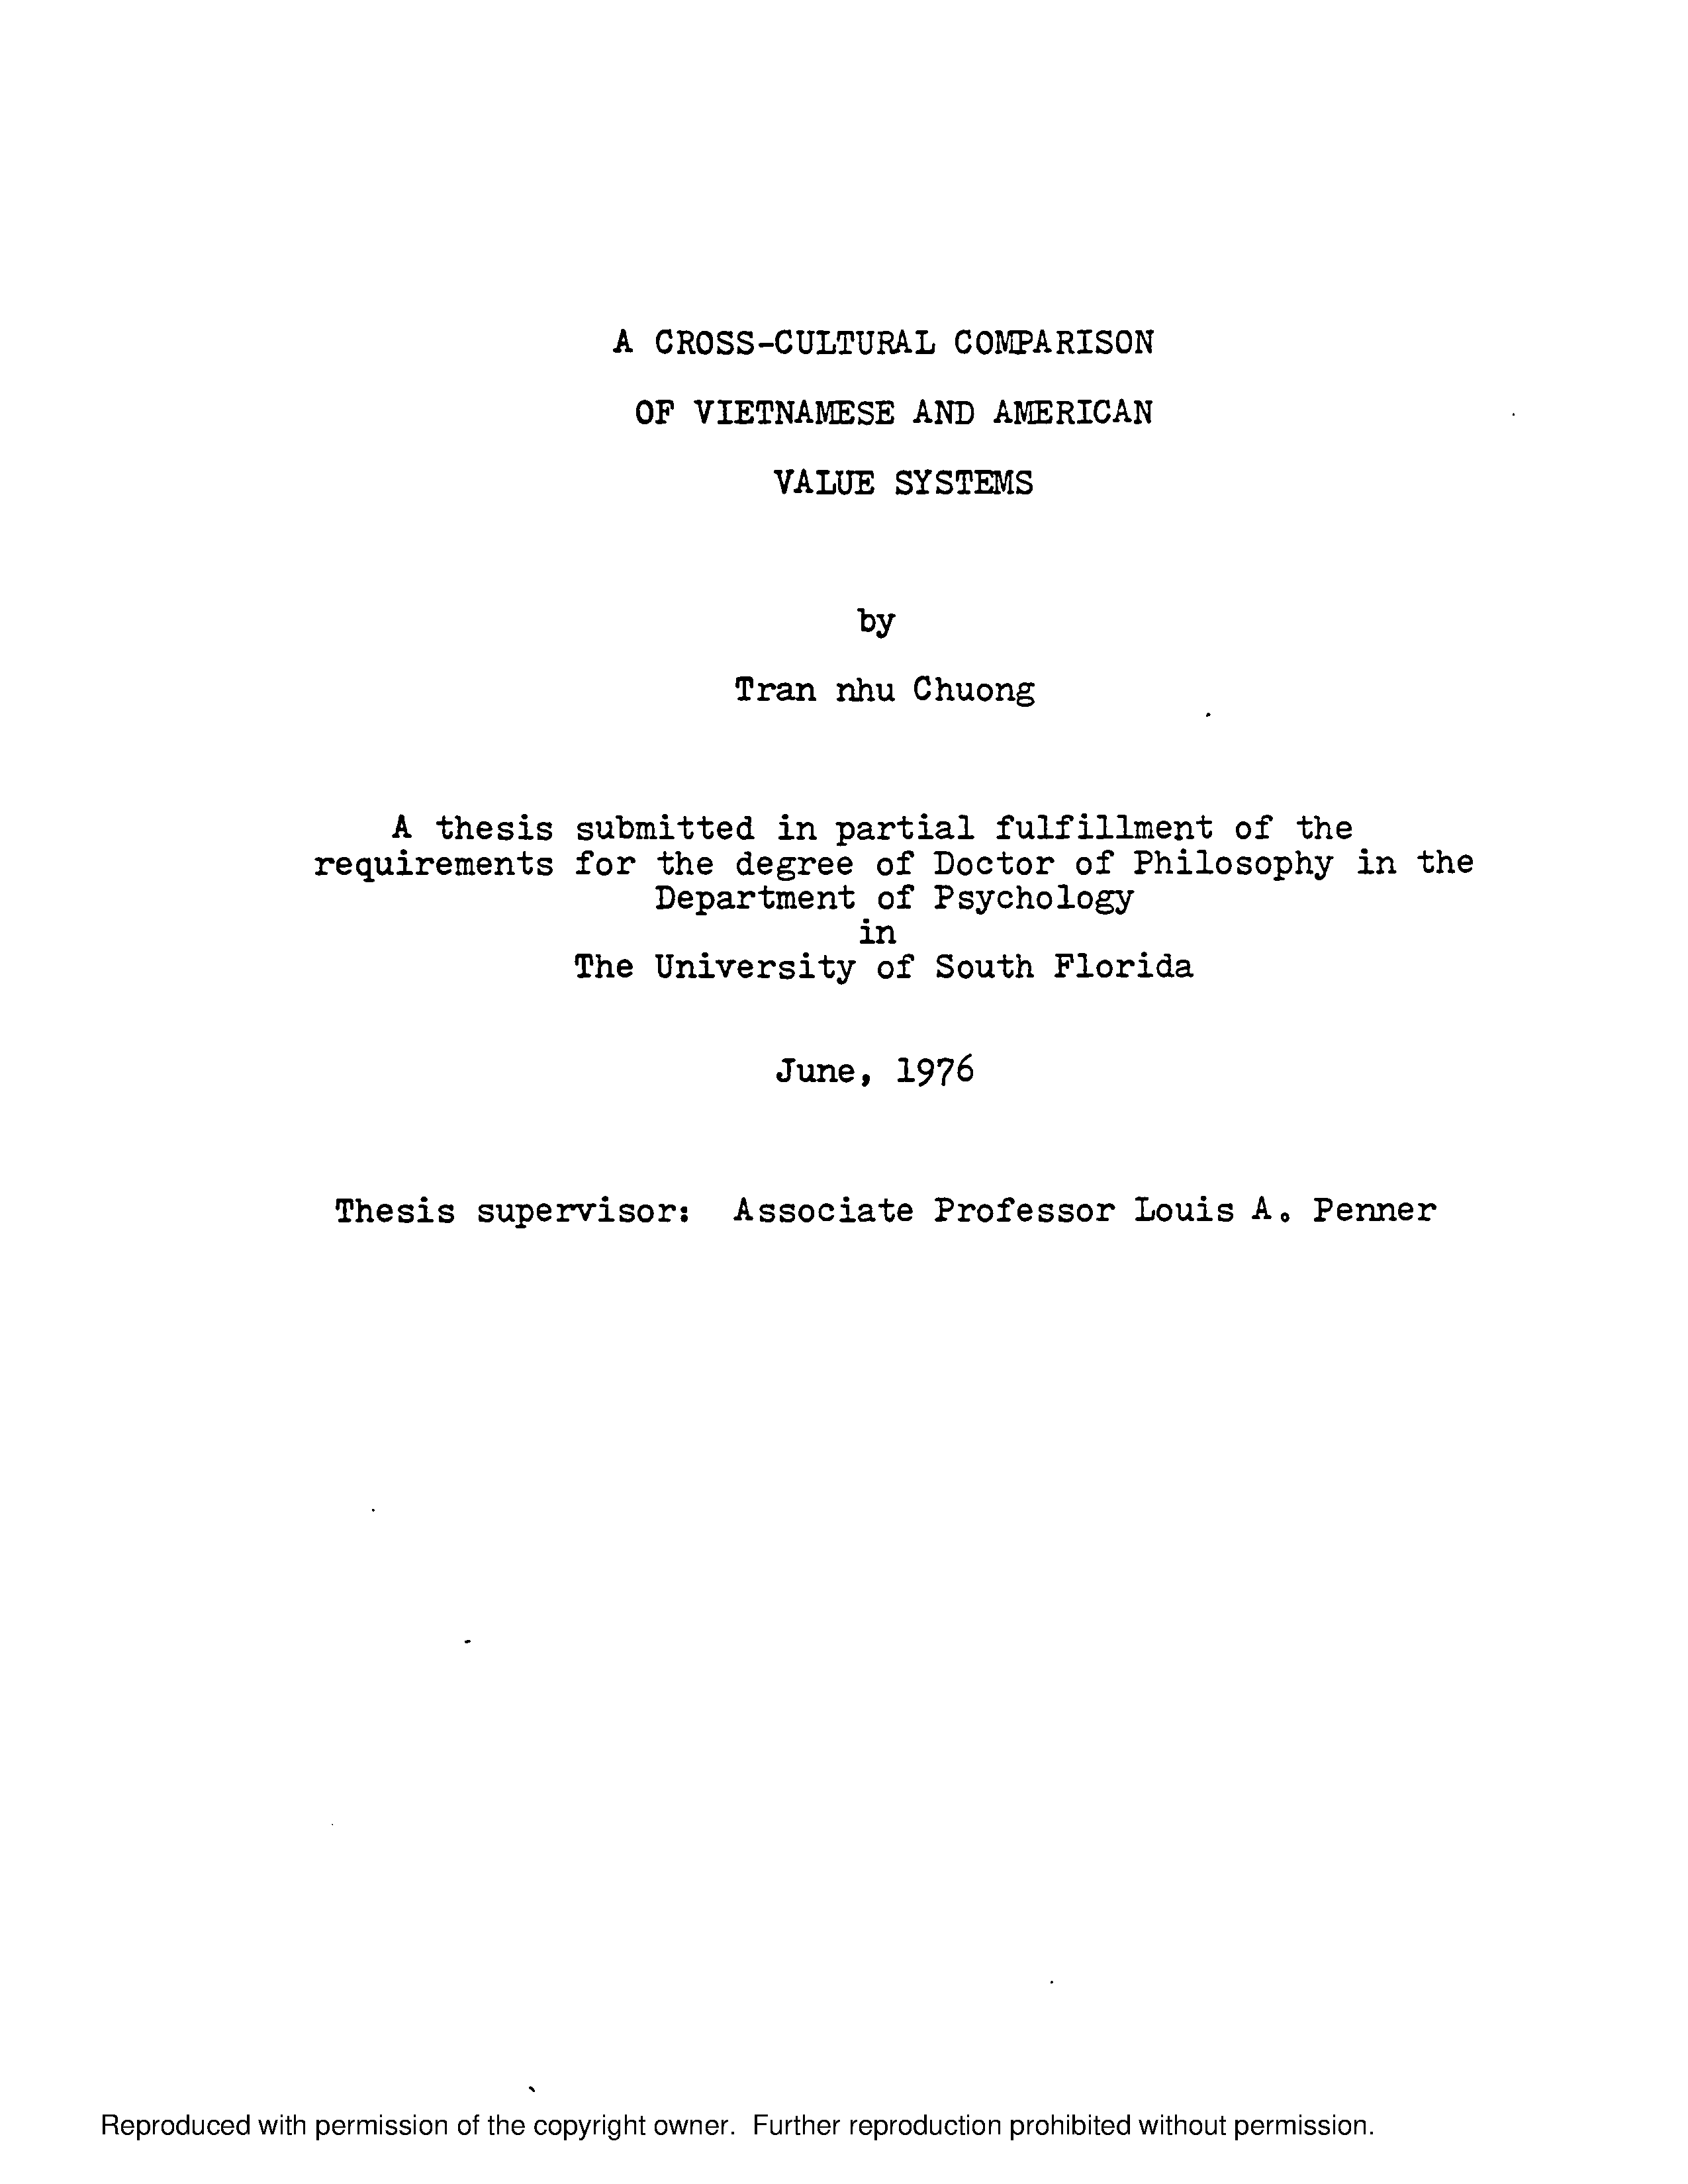 A CROSS-CULTURAL COMPARISON
OF VIETNAMESE AND AMERICAN
VALUE SYSTEMS
by
Tran nhu Chuong
A thesis submitted in partial fulfillment of the
requirements for the degree of Doctor of Philosophy in the
Department of Psychology
in
The University of South Florida
June, 1976
Thesis supervisor: Associate Professor Louis A. Penner
Reproduced with permission of the copyright owner. Further reproduction prohibited without permission.